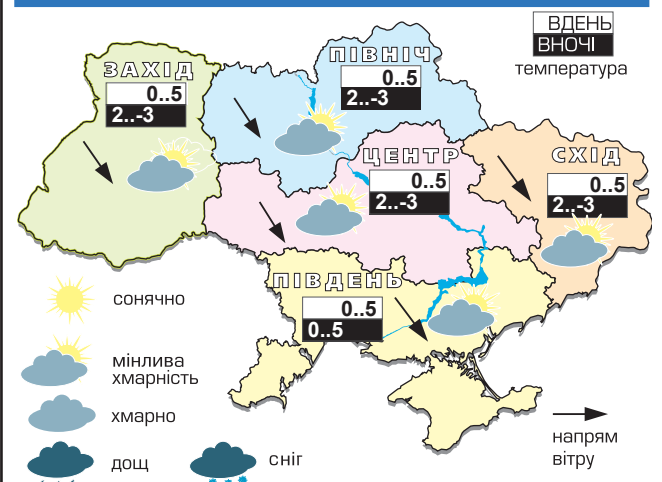 ВДЕНЬ
ВНОЧІ
температура
ЗАХІД
0..5
2..-3
ПІВНІЧ
0..5
2..-3
ЦЕНТР
0..5
2..-3
СХІД
0..5
2..-3
ПІВДЕНЬ
0..5
0..5
сонячно
мінлива
хмарність
хмарно
дощ
сніг
напрям
вітру